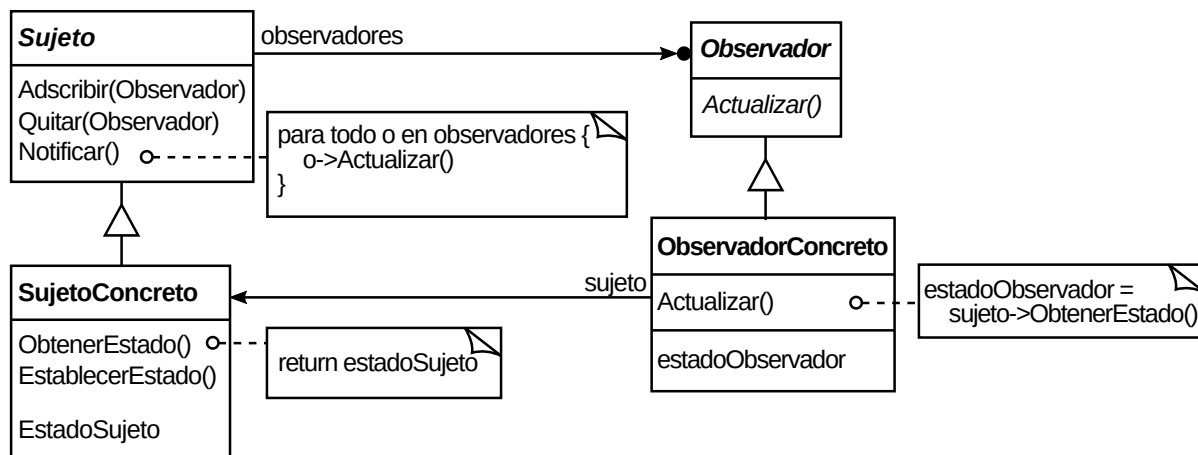 Sujeto
Adscribir(Observador)
Quitar(Observador)
Notificar()
observadores
Observador
Actualizar()
para todo o en observadores {
o->Actualizar()
}
SujetoConcreto
ObtenerEstado()
EstablecerEstado()
EstadoSujeto
return estadoSujeto
sujeto
ObservadorConcreto
Actualizar()
estadoObservador
estadoObservador =
sujeto->ObtenerEstado()